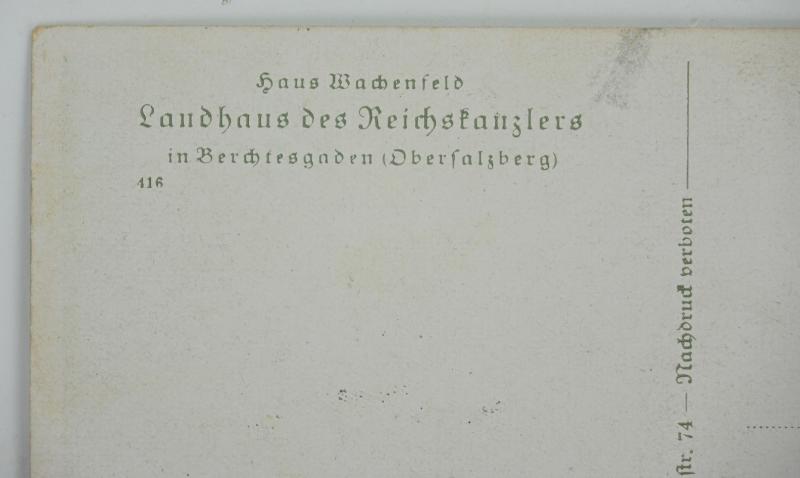 Haus Wachenfeld
Landhaus des Reichskanzlers
in Berchtesgaden (Obersalzberg)
416
str. 74 — Nachdruck verboten